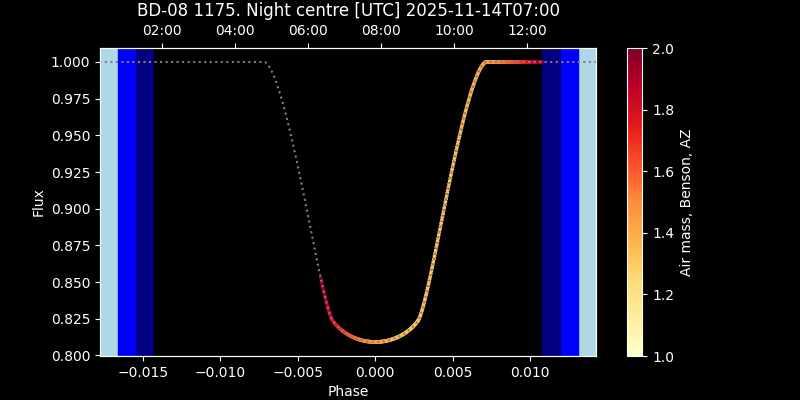 BD-08 1175. Night centre [UTC] 2025-11-14T07:00
02:00 04:00 06:00 08:00 10:00 12:00
1.000
0.975
0.950
0.925
0.900
0.875
0.850
0.825
0.800
Flux
−0.015 −0.010 −0.005 0.000 0.005 0.010
Phase
2.0
1.8
1.6
1.4
1.2
1.0
Air mass, Benson, AZ